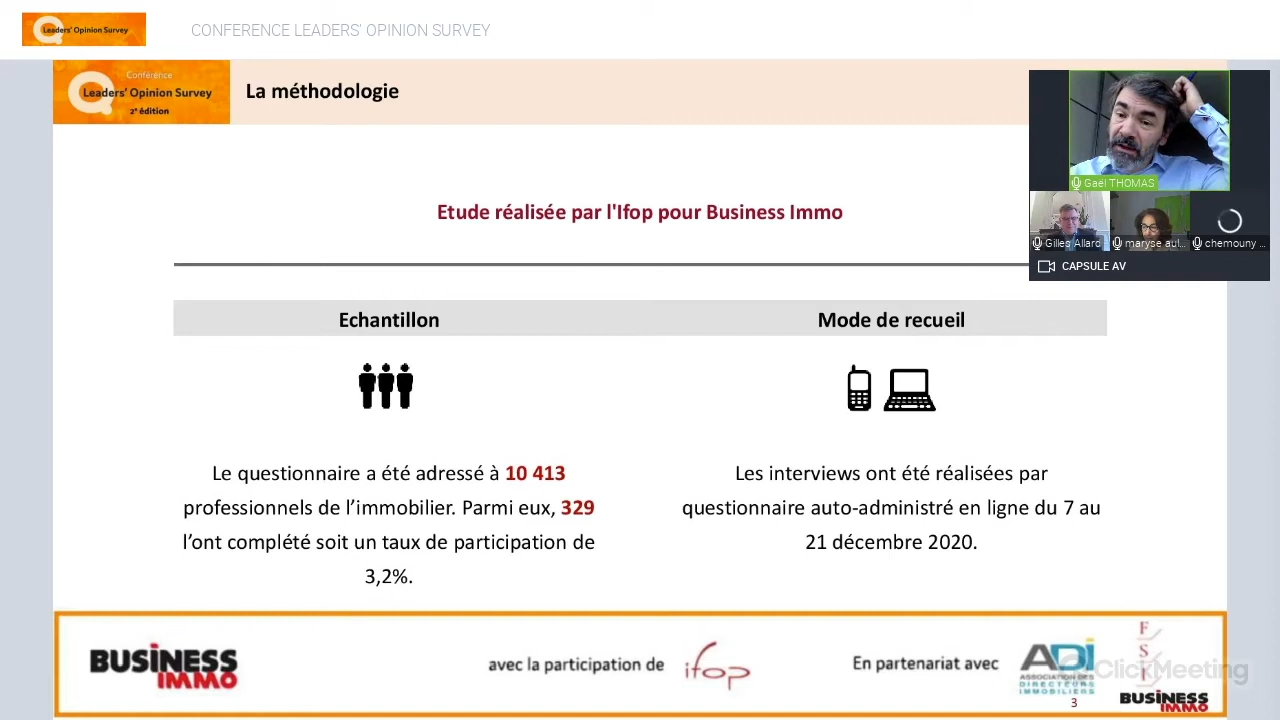 Leaders' Opinion Survey
CONFERENCE LEADERS' OPINION SURVEY
Conférence
Leaders' Opinion Survey
2e édition
La méthodologie
Gaël THOMAS
Gilles Allard
maryse aul...
chemouny ...
CAPSULE AV
Etude réalisée par l'Ifop pour Business Immo
Echantillon
Mode de recueil
Le questionnaire a été adressé à 10 413
professionnels de l’immobilier. Parmi eux, 329
l’ont complété soit un taux de participation de
3,2%.
Les interviews ont été réalisées par
questionnaire auto-administré en ligne du 7 au
21 décembre 2020.
BUSINESS
IMMO
avec la participation de
ifop
En partenariat avec
ADI
ASSOCIATION DES
DIRECTEURS
IMMOBILIERS
F
S
I
ClickMeeting
BUSINESS
IMMO
3